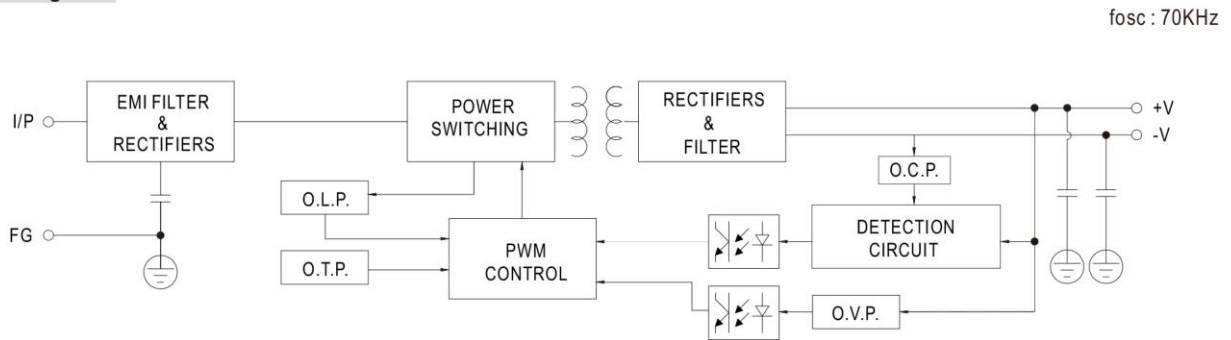 fosc : 70KHz
I/P
EMI FILTER
&
RECTIFIERS
POWER
SWITCHING
RECTIFIERS
&
FILTER
+V
-V
O.C.P.
O.L.P.
FG
DETECTION
CIRCUIT
PWM
CONTROL
O.T.P.
O.V.P.